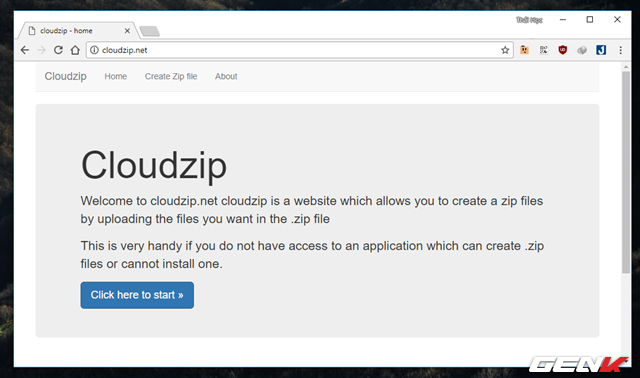 Thái Học
cloudzip - home
cloudzip.net
Cloudzip Home Create Zip file About
Cloudzip
Welcome to cloudzip.net cloudzip is a website which allows you to create a zip files
by uploading the files you want in the .zip file
This is very handy if you do not have access to an application which can create .zip
files or cannot install one.
Click here to start »
GENK